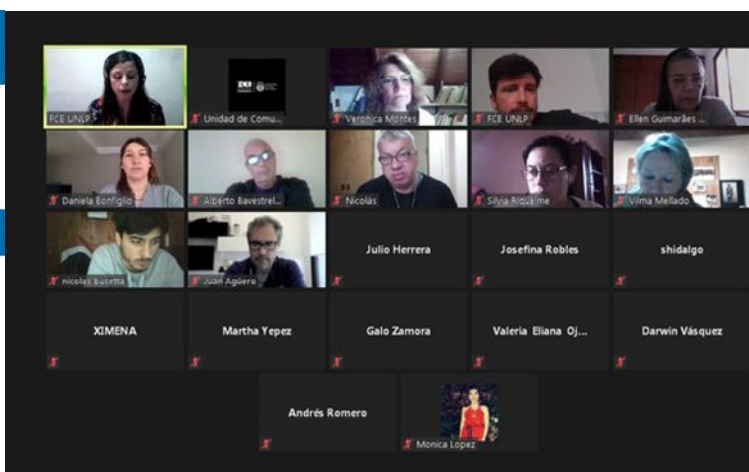 FCE UNLP
Unidad de Comu...
Veronica Montes
FCE UNLP
Ellen Guimarães ...
Daniela Bonfiglio
Alberto Bavestrel...
Nicolás
Silvia Riquelme
Vilma Mellado
nicolas bucetta
Juan Agüero
Julio Herrera
Josefina Robles
shidalgo
XIMENA
Martha Yepez
Galo Zamora
Valeria Eliana Oj...
Darwin Vásquez
Andrés Romero
Monica Lopez